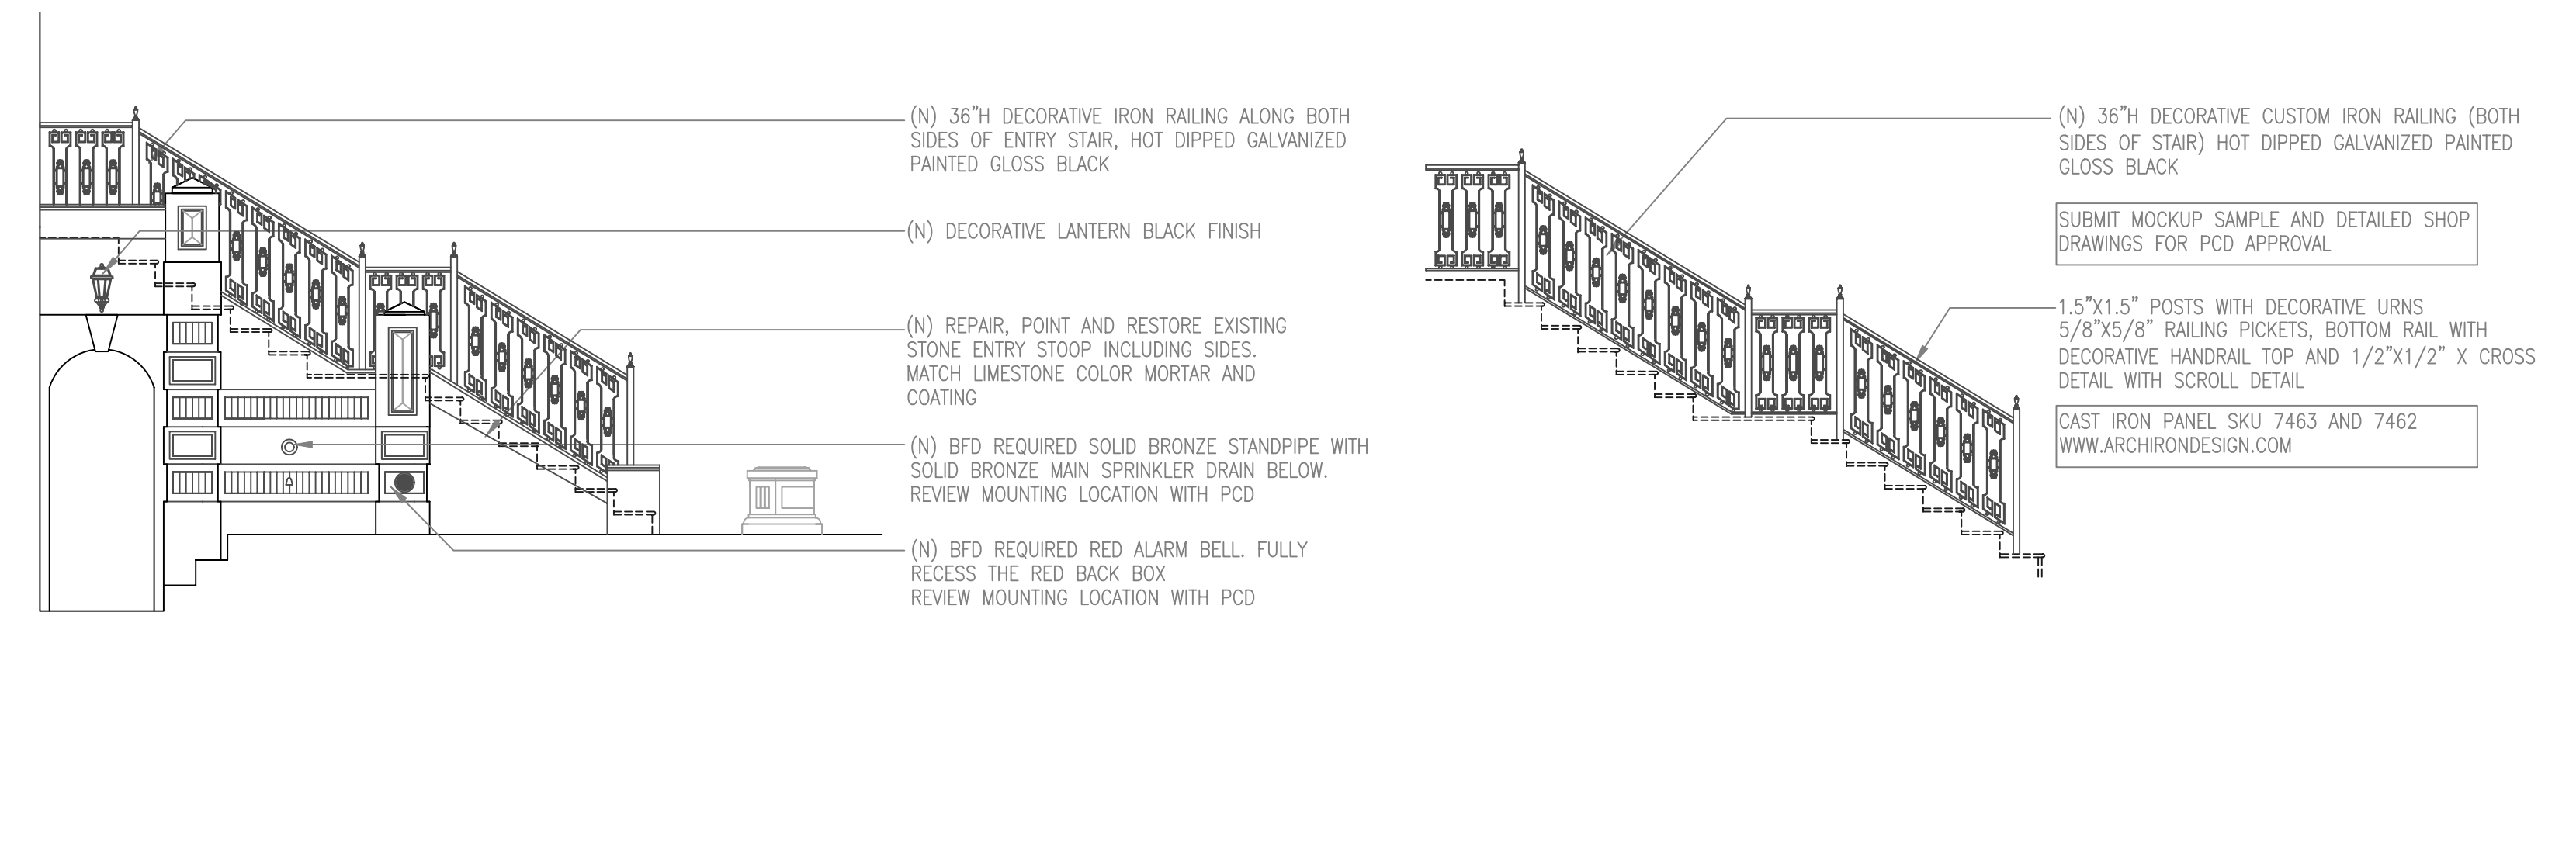 (N) 36"H DECORATIVE IRON RAILING ALONG BOTH
SIDES OF ENTRY STAIR, HOT DIPPED GALVANIZED
PAINTED GLOSS BLACK
(N) DECORATIVE LANTERN BLACK FINISH
(N) REPAIR, POINT AND RESTORE EXISTING
STONE ENTRY STOOP INCLUDING SIDES.
MATCH LIMESTONE COLOR MORTAR AND
COATING
(N) BFD REQUIRED SOLID BRONZE STANDPIPE WITH
SOLID BRONZE MAIN SPRINKLER DRAIN BELOW.
REVIEW MOUNTING LOCATION WITH PCD
(N) BFD REQUIRED RED ALARM BELL. FULLY
RECESS THE RED BACK BOX
REVIEW MOUNTING LOCATION WITH PCD
(N) 36"H DECORATIVE CUSTOM IRON RAILING (BOTH
SIDES OF STAIR) HOT DIPPED GALVANIZED PAINTED
GLOSS BLACK
SUBMIT MOCKUP SAMPLE AND DETAILED SHOP
DRAWINGS FOR PCD APPROVAL
1.5"X1.5" POSTS WITH DECORATIVE URNS
5/8"X5/8" RAILING PICKETS, BOTTOM RAIL WITH
DECORATIVE HANDRAIL TOP AND 1/2"X1/2" X CROSS
DETAIL WITH SCROLL DETAIL
CAST IRON PANEL SKU 7463 AND 7462
WWW.ARCHIRONDESIGN.COM